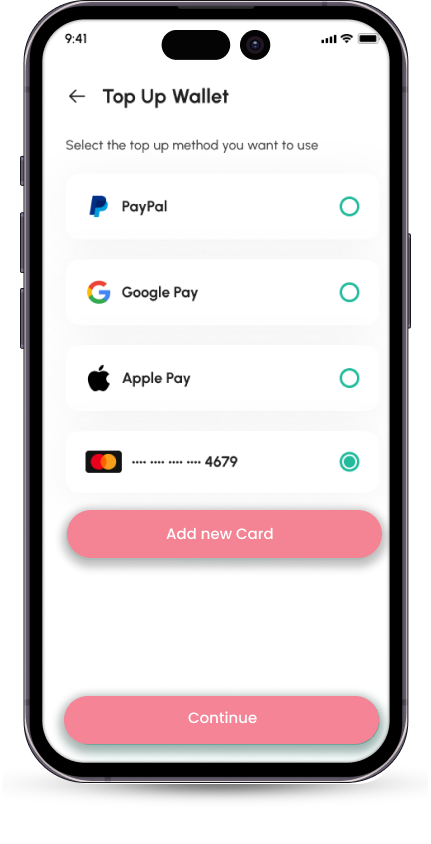 9:41
Top Up Wallet
Select the top up method you want to use
PayPal
Google Pay
Apple Pay
•••• •••• •••• •••• 4679
Add new Card
Continue